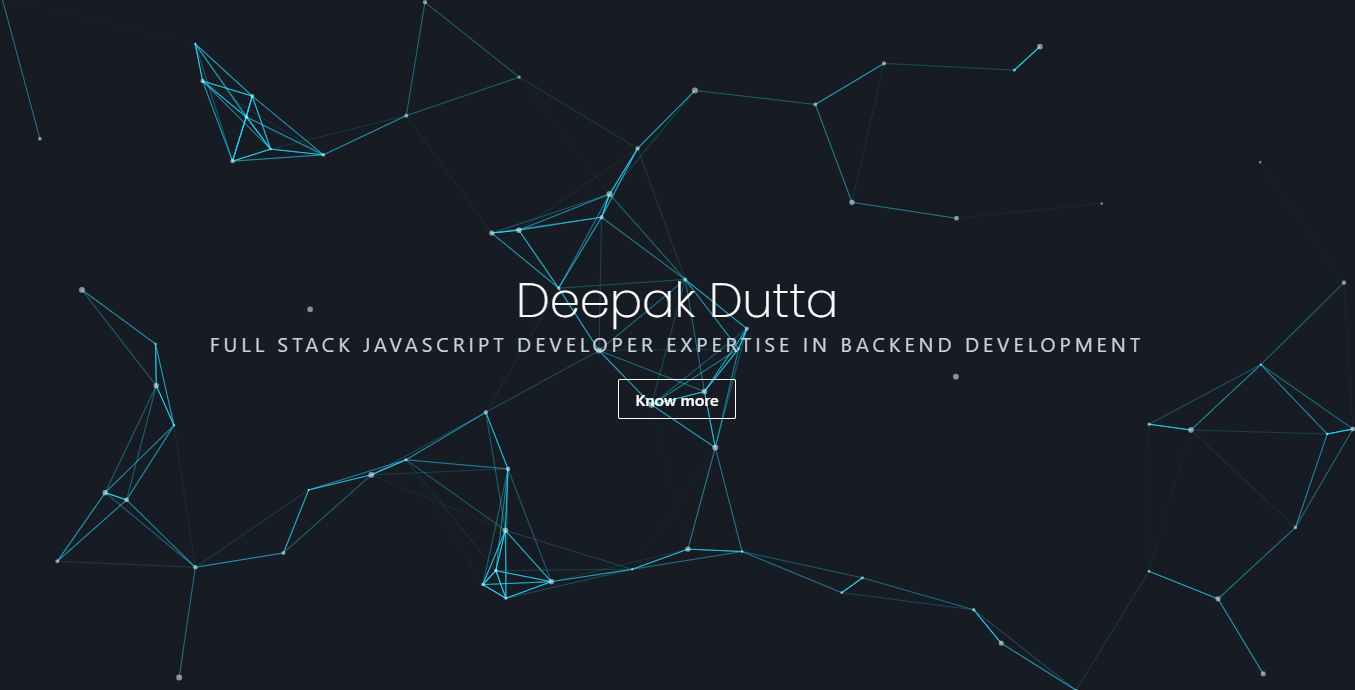 Deepak Dutta
FULL STACK JAVASCRIPT DEVELOPER EXPERTISE IN BACKEND DEVELOPMENT
Know more